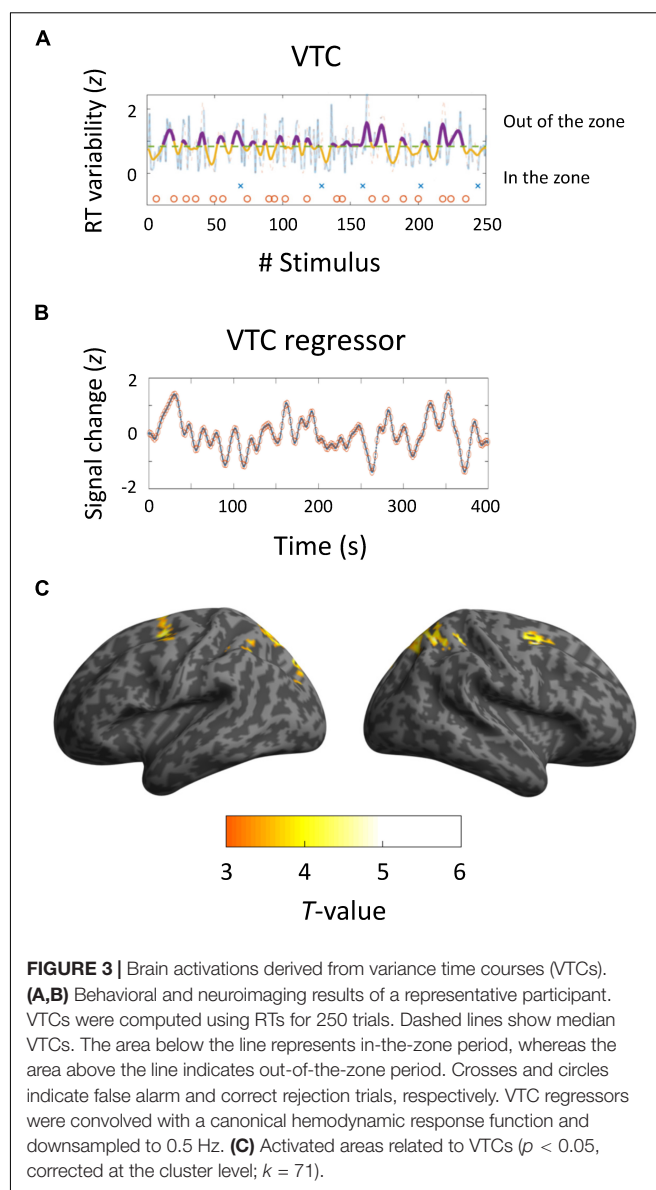 A
VTC
RT variability (z)
2
0
Out of the zone
In the zone
0 50 100 150 200 250
# Stimulus
B
VTC regressor
Signal change (z)
2
0
-2
0 100 200 300 400
Time (s)
C
3 4 5 6
T-value
FIGURE 3 | Brain activations derived from variance time courses (VTCs).
(A,B) Behavioral and neuroimaging results of a representative participant.
VTCs were computed using RTs for 250 trials. Dashed lines show median
VTCs. The area below the line represents in-the-zone period, whereas the
area above the line indicates out-of-the-zone period. Crosses and circles
indicate false alarm and correct rejection trials, respectively. VTC regressors
were convolved with a canonical hemodynamic response function and
downsampled to 0.5 Hz. (C) Activated areas related to VTCs (p < 0.05,
corrected at the cluster level; k = 71).